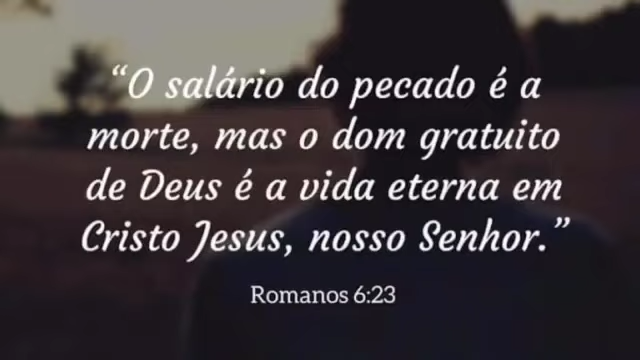 “O salário do pecado é a
morte, mas o dom gratuito
de Deus é a vida eterna em
Cristo Jesus, nosso Senhor.”
Romanos 6:23